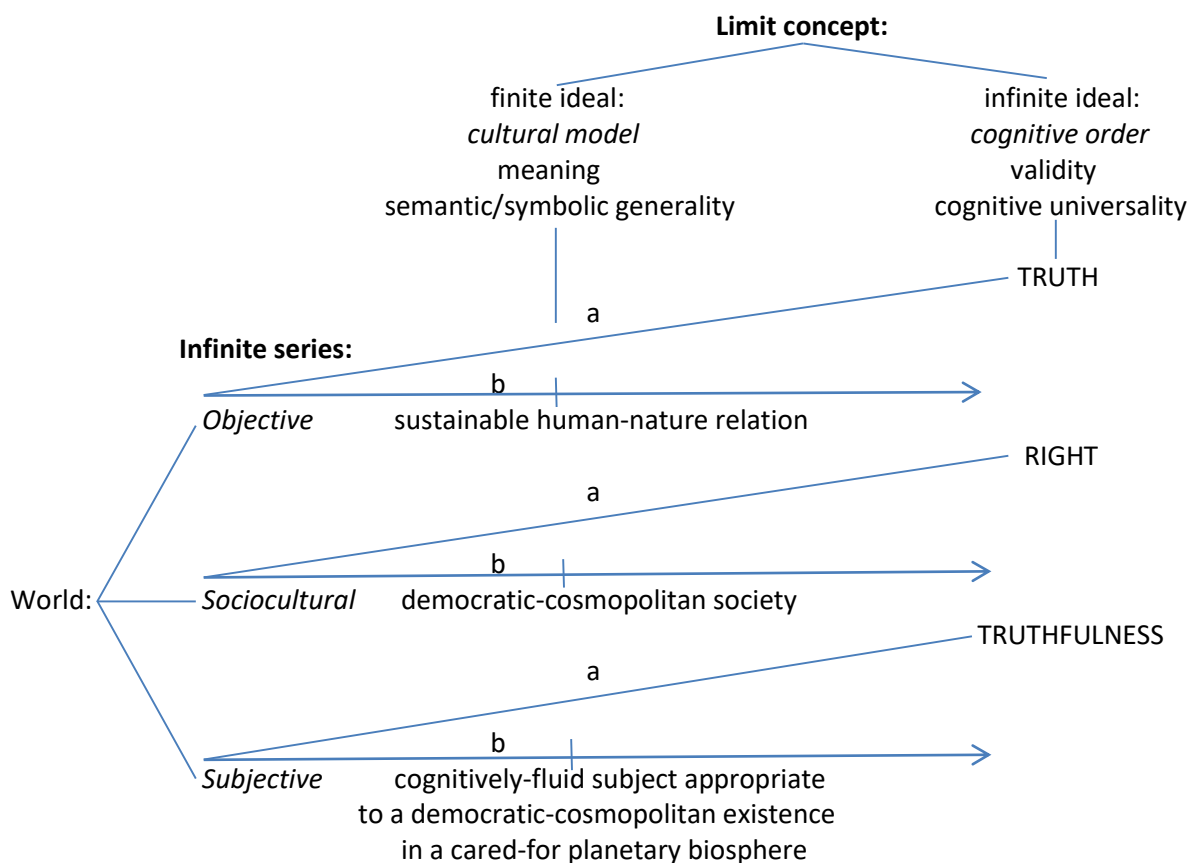 Limit concept:
finite ideal:
cultural model
meaning
semantic/symbolic generality
infinite ideal:
cognitive order
validity
cognitive universality
TRUTH
a
Infinite series:
b
Objective sustainable human-nature relation
RIGHT
a
b
World: Sociocultural democratic-cosmopolitan society
TRUTHFULNESS
a
b
Subjective cognitively-fluid subject appropriate
to a democratic-cosmopolitan existence
in a cared-for planetary biosphere